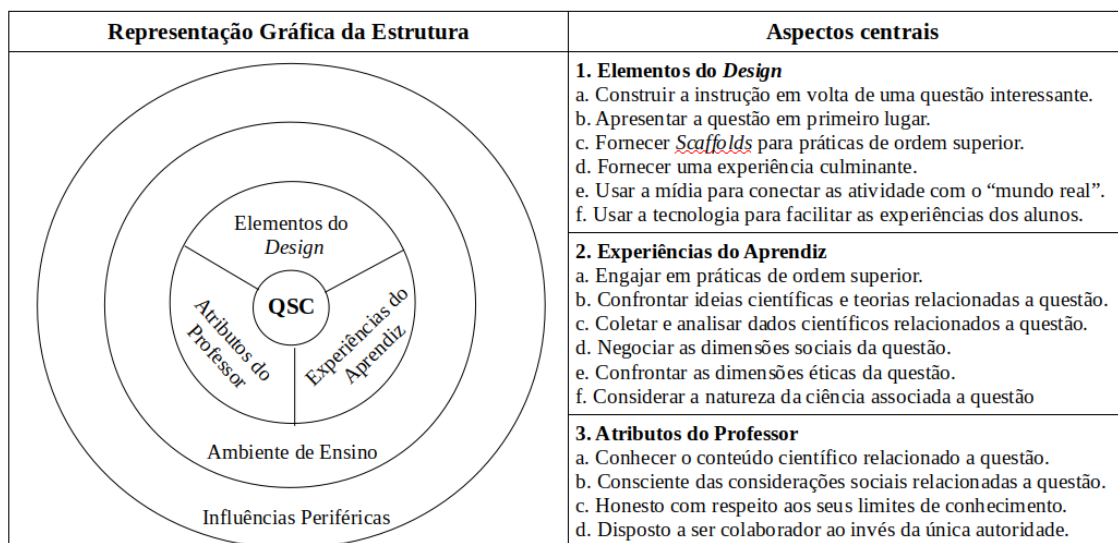 Representação Gráfica da Estrutura
Aspectos centrais
Elementos do
Design
QSC
Atributos do
Professor
Experiências do
Aprendiz
Ambiente de Ensino
Influências Periféricas
1. Elementos do Design
a. Construir a instrução em volta de uma questão interessante.
b. Apresentar a questão em primeiro lugar.
c. Fornecer Scaffolds para práticas de ordem superior.
d. Fornecer uma experiência culminante.
e. Usar a mídia para conectar as atividade com o “mundo real”.
f. Usar a tecnologia para facilitar as experiências dos alunos.
2. Experiências do Aprendiz
a. Engajar em práticas de ordem superior.
b. Confrontar ideias científicas e teorias relacionadas a questão.
c. Coletar e analisar dados científicos relacionados a questão.
d. Negociar as dimensões sociais da questão.
e. Confrontar as dimensões éticas da questão.
f. Considerar a natureza da ciência associada a questão
3. Atributos do Professor
a. Conhecer o conteúdo científico relacionado a questão.
b. Consciente das considerações sociais relacionadas a questão.
c. Honesto com respeito aos seus limites de conhecimento.
d. Disposto a ser colaborador ao invés da única autoridade.